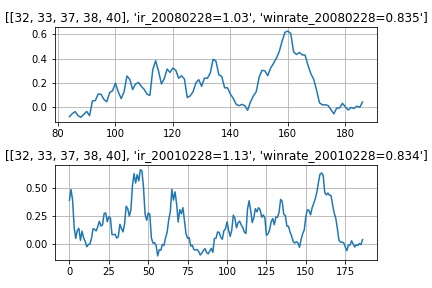 [[32, 33, 37, 38, 40], 'ir_20080228=1.03', 'winrate_20080228=0.835']
0.6
0.4
0.2
0.0
80 100 120 140 160 180
[[32, 33, 37, 38, 40], 'ir_20010228=1.13', 'winrate_20010228=0.834']
0.50
0.25
0.00
0 25 50 75 100 125 150 175